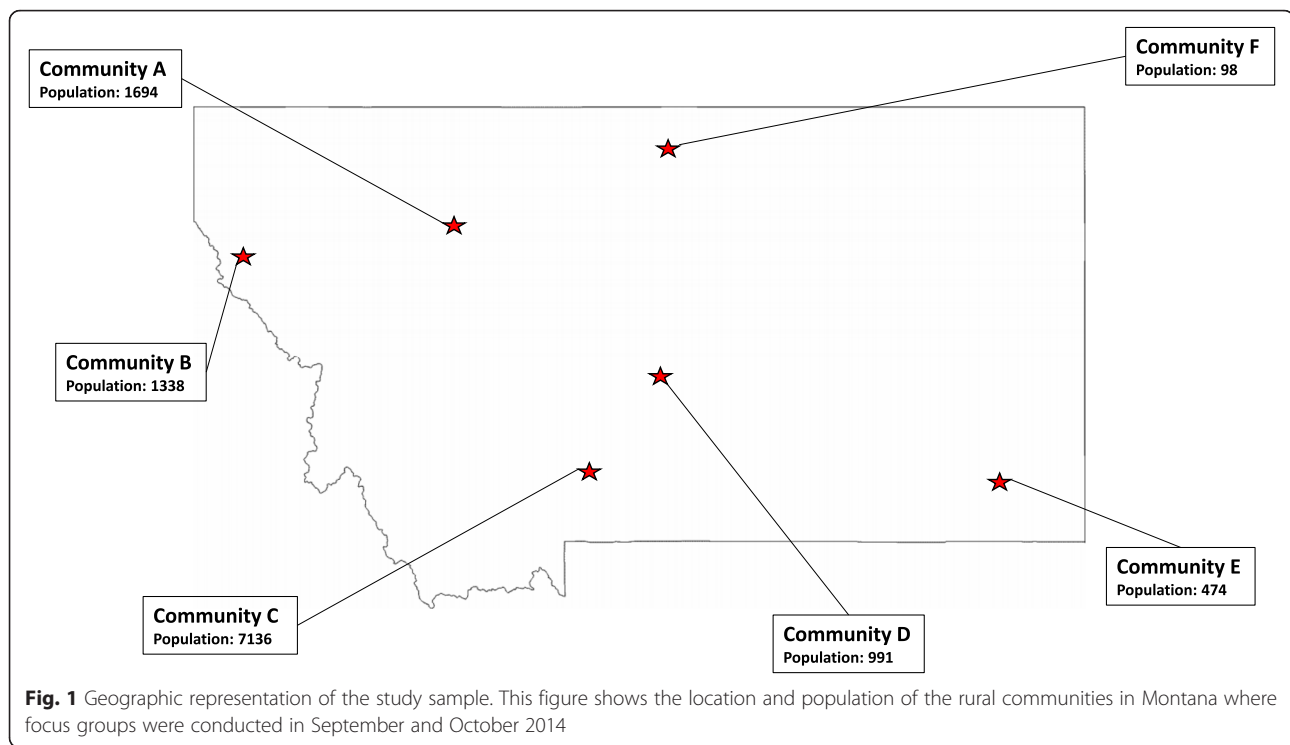 Community F
Population: 98
Community A
Population: 1694
Community B
Population: 1338
Community E
Population: 474
Community C
Population: 7136
Community D
Population: 991
Fig. 1 Geographic representation of the study sample. This figure shows the location and population of the rural communities in Montana where
focus groups were conducted in September and October 2014